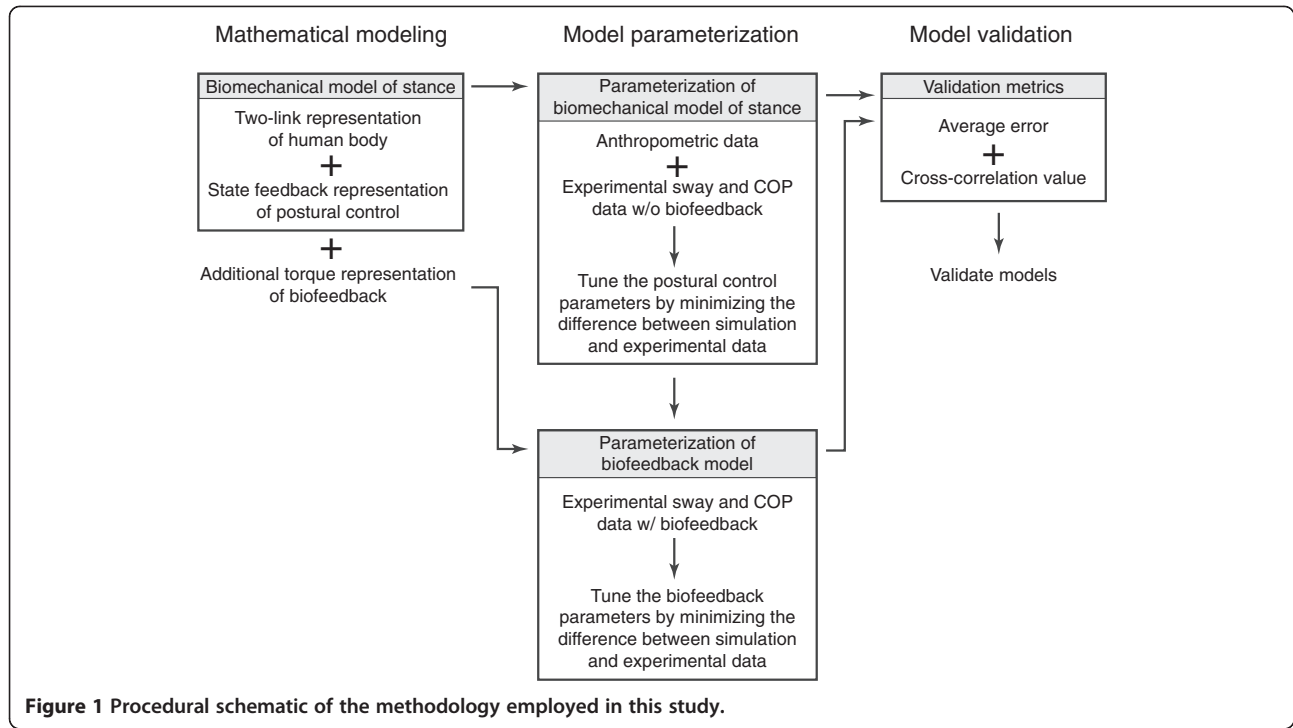 Mathematical modeling
Model parameterization
Model validation
Biomechanical model of stance
Two-link representation
of human body
+
State feedback representation
of postural control
+
Additional torque representation
of biofeedback
Parameterization of
biomechanical model of stance
Anthropometric data
+
Experimental sway and COP
data w/o biofeedback
Tune the postural control
parameters by minimizing the
difference between simulation
and experimental data
Parameterization of
biofeedback model
Experimental sway and COP
data w/ biofeedback
Tune the biofeedback
parameters by minimizing the
difference between simulation
and experimental data
Validation metrics
Average error
+
Cross-correlation value
Validate models
Figure 1 Procedural schematic of the methodology employed in this study.